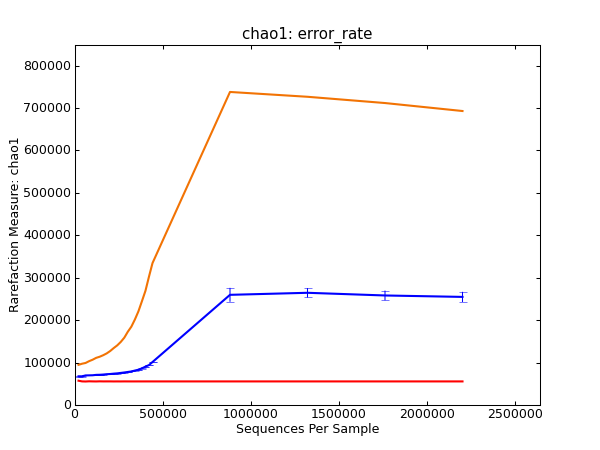 chao1: error_rate
Rarefaction Measure: chao1
800000
700000
600000
500000
400000
300000
200000
100000
0
0 500000 1000000 1500000 2000000 2500000
Sequences Per Sample